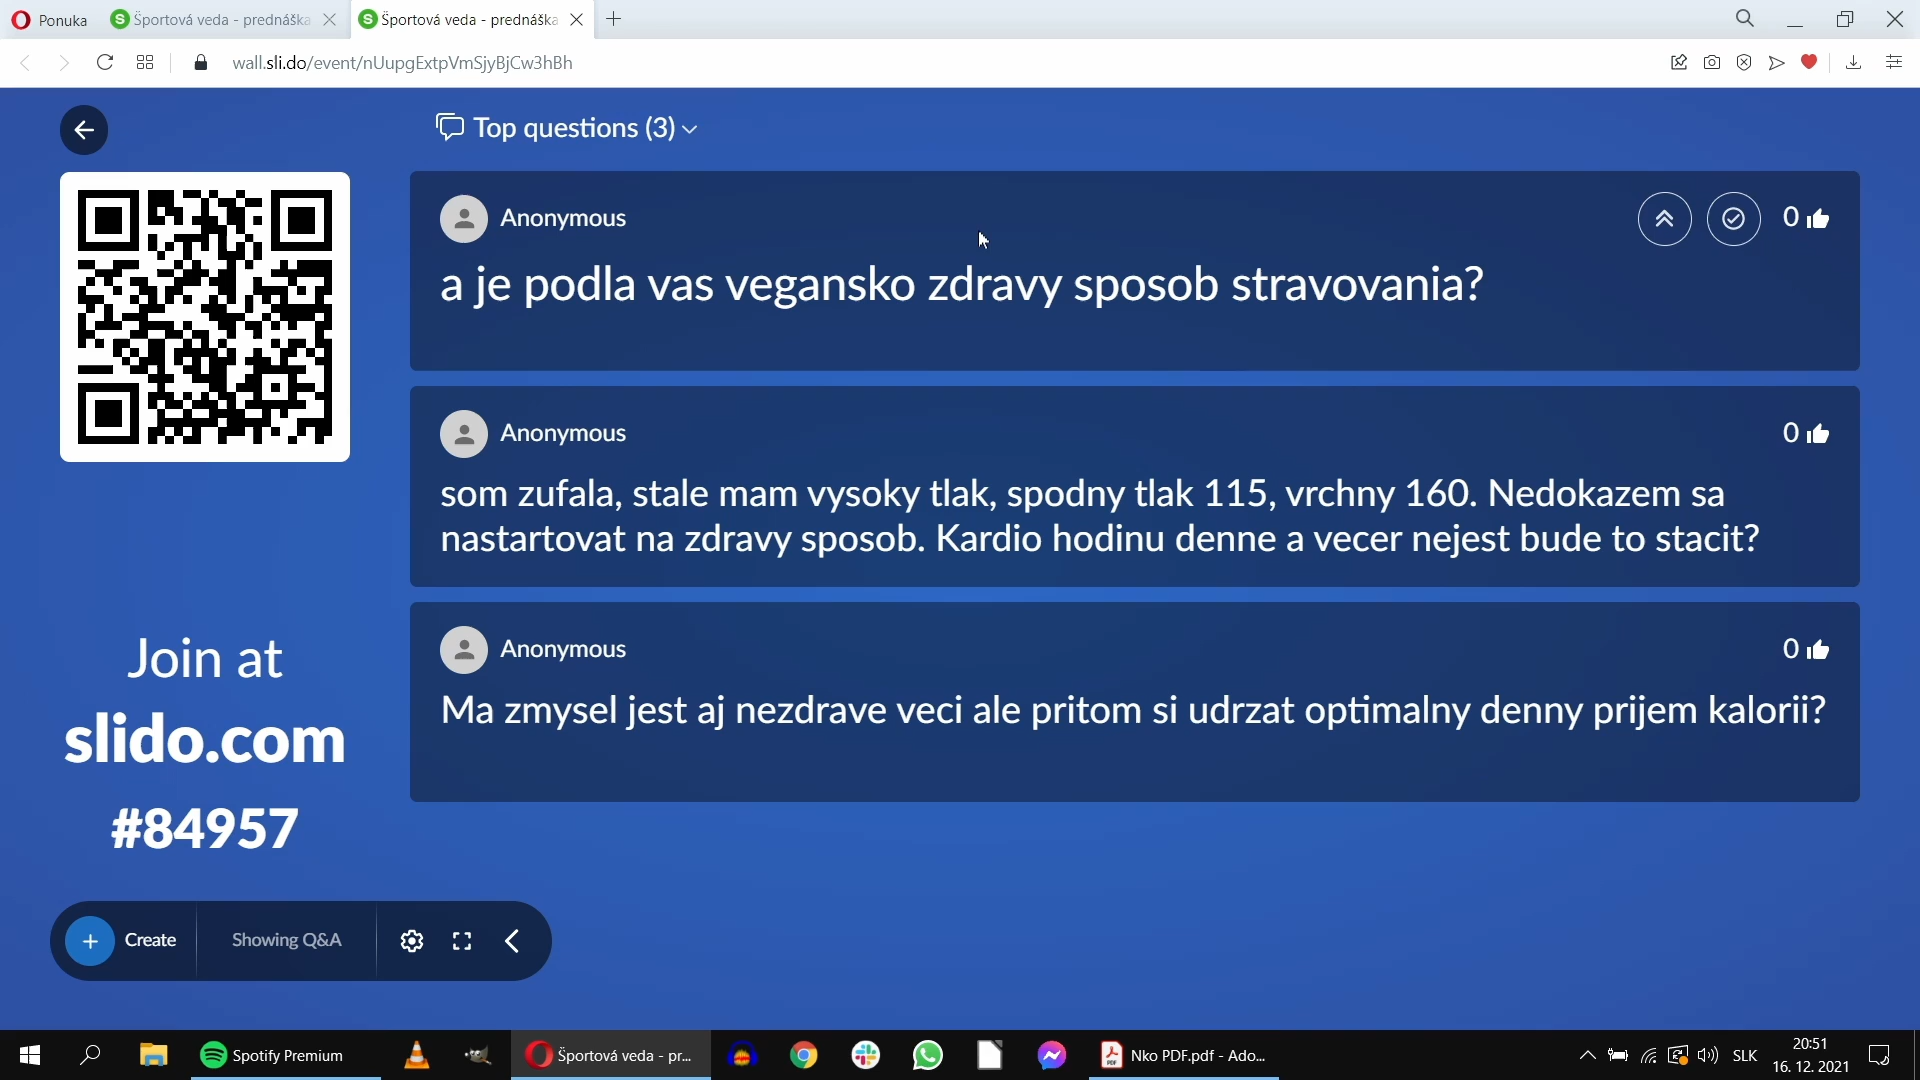 Ponuka
Športová veda - prednáška
Športová veda - prednáška
wall.sli.do/event/nUupgExtpVmSjyBjCw3hBh
Top questions (3)
Anonymous
0
a je podla vas vegansko zdravy sposob stravovania?
Anonymous
0
som zufala, stale mam vysoky tlak, spodny tlak 115, vrchny 160. Nedokazem sa
nastartovat na zdravy sposob. Kardio hodinu denne a vecer nejest bude to stacit?
Anonymous
0
Ma zmysel jest aj nezdrave veci ale pritom si udrzat optimalny denny prijem kalorii?
Join at
slido.com
#84957
Create
Showing Q&A
Spotify Premium
Športová veda - pr...
Nko PDF.pdf - Ado...
SLK
20:51
16. 12. 2021